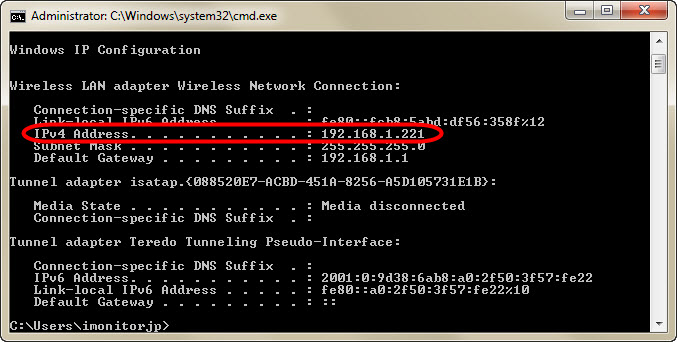 Administrator: C:\Windows\system32\cmd.exe
Windows IP Configuration
Wireless LAN adapter Wireless Network Connection:
Connection-specific DNS Suffix . :
Link-local IPv6 Address . . . . . : fe80::fcb8:5abd:df56:358f%12
IPv4 Address. . . . . . . . . . . : 192.168.1.221
Subnet Mask . . . . . . . . . . . : 255.255.255.0
Default Gateway . . . . . . . . . : 192.168.1.1
Tunnel adapter isatap.{088520E7-ACBD-451A-8256-A5D105731E1B}:
Media State . . . . . . . . . . . : Media disconnected
Connection-specific DNS Suffix . :
Tunnel adapter Teredo Tunneling Pseudo-Interface:
Connection-specific DNS Suffix . :
IPv6 Address. . . . . . . . . . . : 2001:0:9d38:6ab8:a0:2f50:3f57:fe22
Link-local IPv6 Address . . . . . : fe80::a0:2f50:3f57:fe22%10
Default Gateway . . . . . . . . . : ::
C:\Users\imonitorjp>